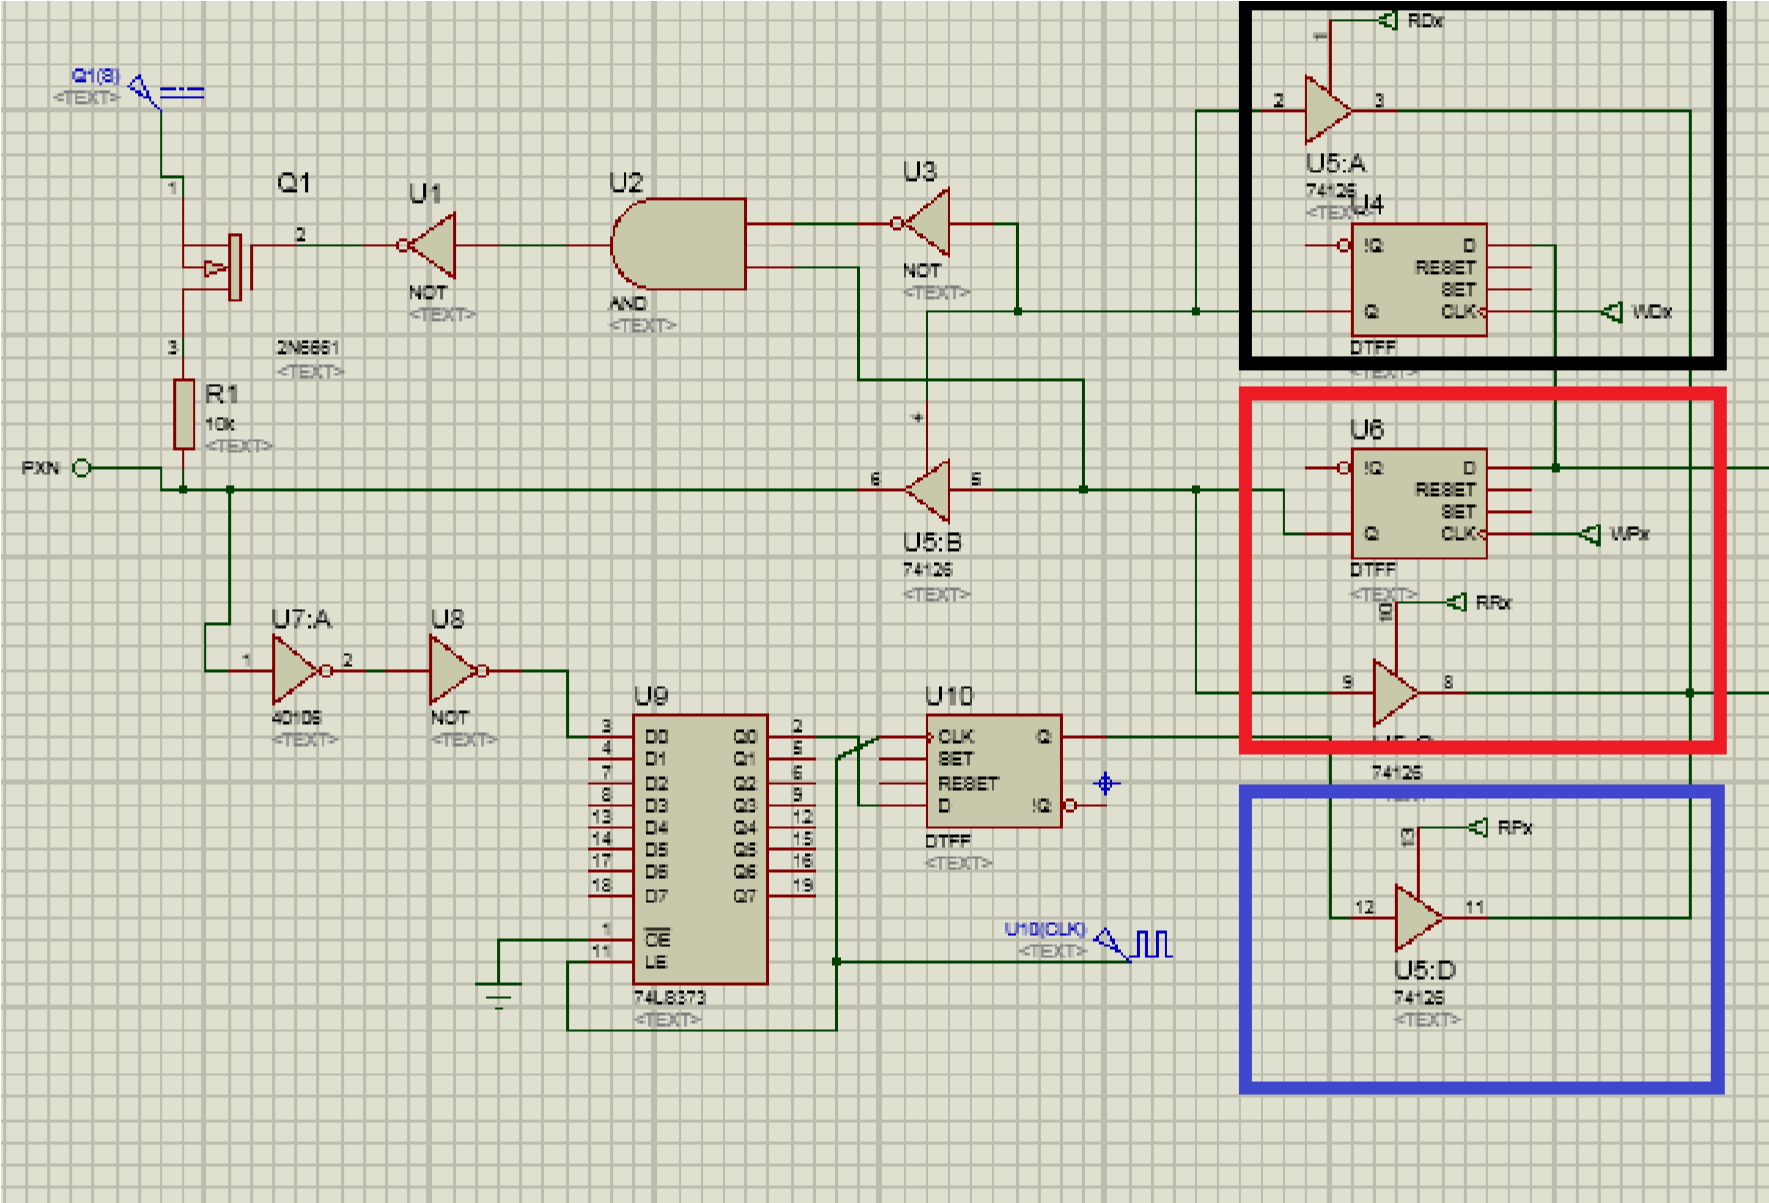 RDx
1
2
3
U5:A
74126
<TEXT>
Q1(S)
<TEXT>
1
Q1
2
U1
NOT
<TEXT>
U2
AND
<TEXT>
U3
NOT
<TEXT>
U4
!Q
D
RESET
SET
Q
CLK
WDx
DTFF
<TEXT>
3
2N6661
<TEXT>
R1
10k
<TEXT>
PXN
4
6
5
U5:B
74126
<TEXT>
U6
!Q
D
RESET
SET
Q
CLK
WPx
DTFF
<TEXT>
10
RRx
9
8
74126
U7:A
1
2
40106
<TEXT>
U8
NOT
<TEXT>
U9
3 D0 Q0 2
4 D1 Q1 5
7 D2 Q2 6
8 D3 Q3 9
13 D4 Q4 12
14 D5 Q5 15
17 D6 Q6 16
18 D7 Q7 19
1 OE
11 LE
74LS373
<TEXT>
U10
CLK Q
SET
RESET
D !Q
DTFF
<TEXT>
U10(CLK)
<TEXT>
13
RPx
12
11
U5:D
74126
<TEXT>